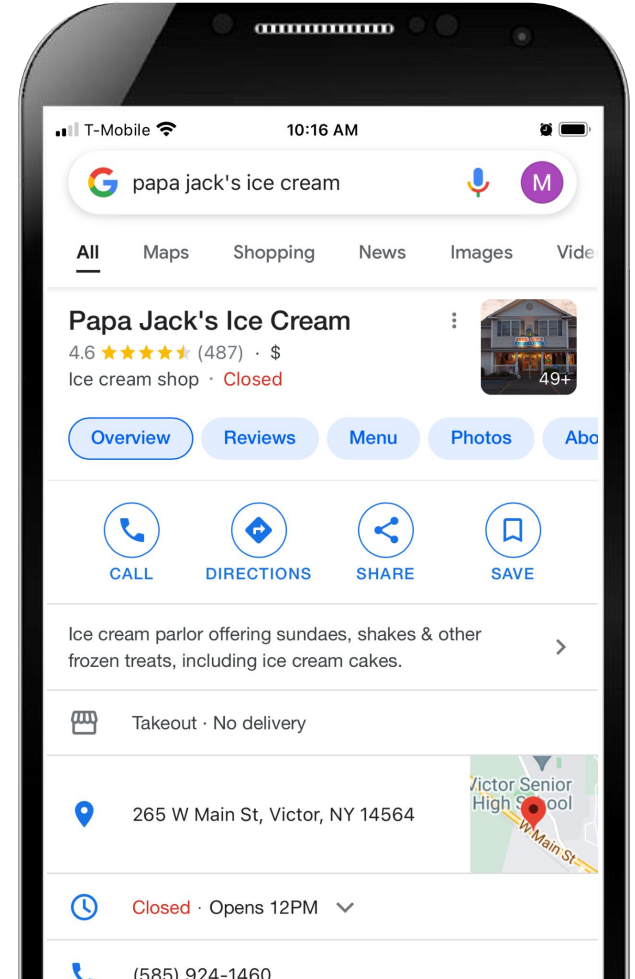 T-Mobile 10:16 AM
papa jack's ice cream M
All Maps Shopping News Images Vide
Papa Jack's Ice Cream
4.6 (487) · $
Ice cream shop · Closed
49+
Overview Reviews Menu Photos Abo
CALL DIRECTIONS SHARE SAVE
Ice cream parlor offering sundaes, shakes & other
frozen treats, including ice cream cakes.
Takeout · No delivery
Victor Senior
High School
W Main St
265 W Main St, Victor, NY 14564
Closed · Opens 12PM
(585) 924-1460